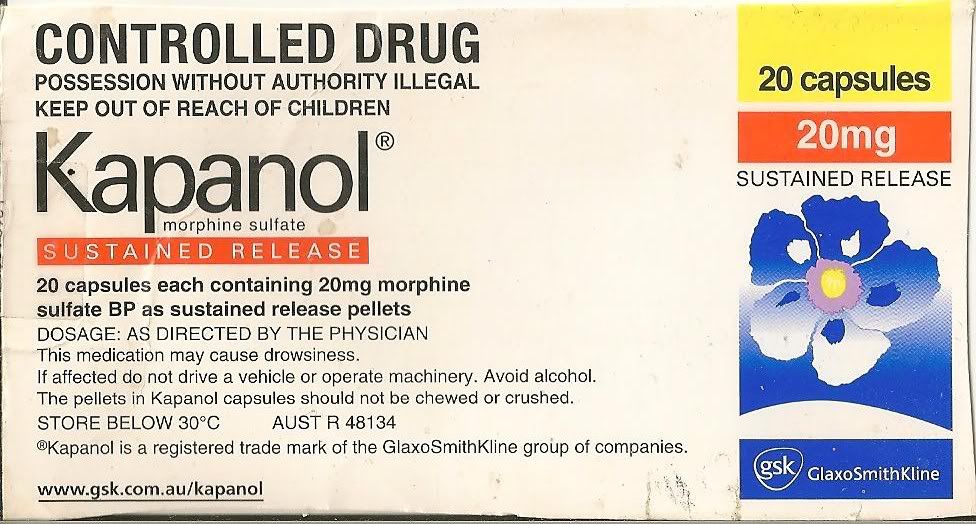 CONTROLLED DRUG
POSSESSION WITHOUT AUTHORITY ILLEGAL
KEEP OUT OF REACH OF CHILDREN
Kapanol®
morphine sulfate
SUSTAINED RELEASE
20 capsules each containing 20mg morphine
sulfate BP as sustained release pellets
DOSAGE: AS DIRECTED BY THE PHYSICIAN
This medication may cause drowsiness.
If affected do not drive a vehicle or operate machinery. Avoid alcohol.
The pellets in Kapanol capsules should not be chewed or crushed.
STORE BELOW 30°C AUST R 48134
®Kapanol is a registered trade mark of the GlaxoSmithKline group of companies.
www.gsk.com.au/kapanol
20 capsules
20mg
SUSTAINED RELEASE
gsk GlaxoSmithKline